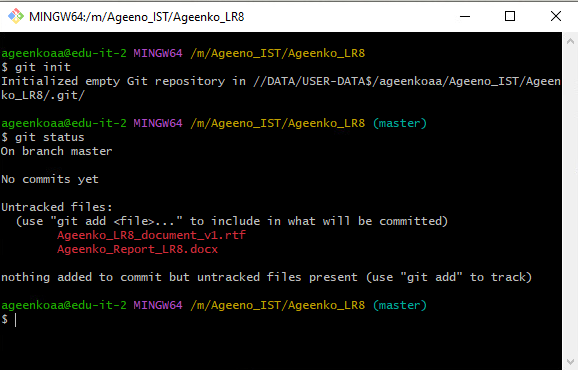 MINGW64:/m/Ageeno_IST/Ageenko_LR8
ageenkoaa@edu-it-2 MINGW64 /m/Ageeno_IST/Ageenko_LR8
$ git init
Initialized empty Git repository in //DATA/USER-DATA$/ageenkoaa/Ageeno_IST/Ageen
ko_LR8/.git/
ageenkoaa@edu-it-2 MINGW64 /m/Ageeno_IST/Ageenko_LR8 (master)
$ git status
On branch master
No commits yet
Untracked files:
(use "git add <file>..." to include in what will be committed)
Ageenko_LR8_document_v1.rtf
Ageenko_Report_LR8.docx
nothing added to commit but untracked files present (use "git add" to track)
ageenkoaa@edu-it-2 MINGW64 /m/Ageeno_IST/Ageenko_LR8 (master)
$